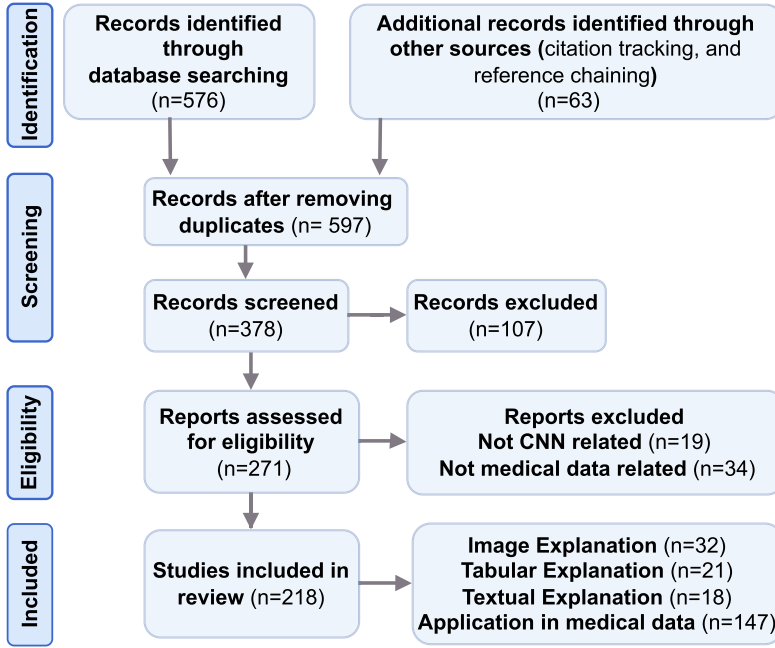 Identification
Records identified
through
database searching
(n=576)
Additional records identified through
other sources (citation tracking, and
reference chaining)
(n=63)
Screening
Records after removing
duplicates (n= 597)
Records screened
(n=378)
Records excluded
(n=107)
Eligibility
Reports assessed
for eligibility
(n=271)
Reports excluded
Not CNN related (n=19)
Not medical data related (n=34)
Included
Studies included in
review (n=218)
Image Explanation (n=32)
Tabular Explanation (n=21)
Textual Explanation (n=18)
Application in medical data (n=147)